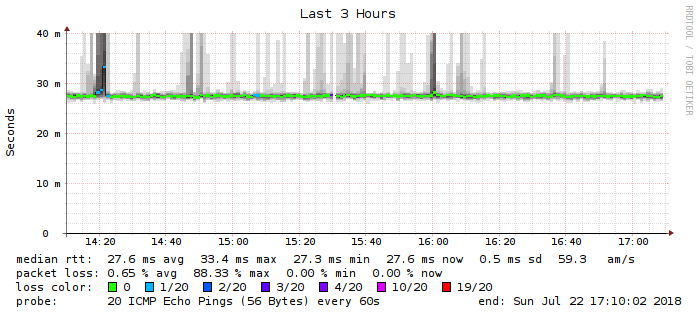 Last 3 Hours
RRDTOOL / TOBI OETIKER
Seconds
40 m
30 m
20 m
10 m
0
14:20 14:40 15:00 15:20 15:40 16:00 16:20 16:40 17:00
median rtt: 27.6 ms avg 33.4 ms max 27.3 ms min 27.6 ms now 0.5 ms sd 59.3 am/s
packet loss: 0.65 % avg 88.33 % max 0.00 % min 0.00 % now
loss color: 0 1/20 2/20 3/20 4/20 10/20 19/20
probe: 20 ICMP Echo Pings (56 Bytes) every 60s end: Sun Jul 22 17:10:02 2018